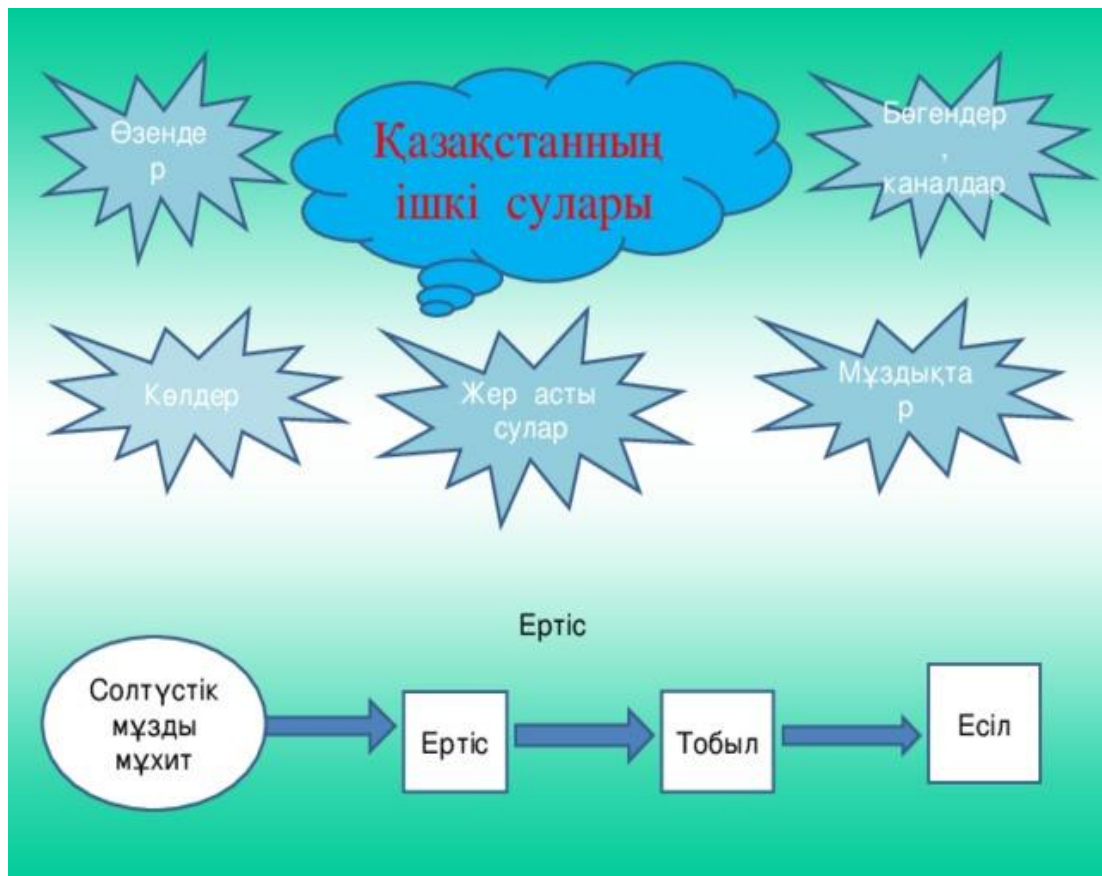 Өзенде
р
Қазақстанның
ішкі сулары
Бөгендер
,
каналдар
Көлдер
Жер асты
сулар
Мұздықта
р
Ертіс
Солтүстік
мұзды
мұхит
Ертіс
Тобыл
Есіл